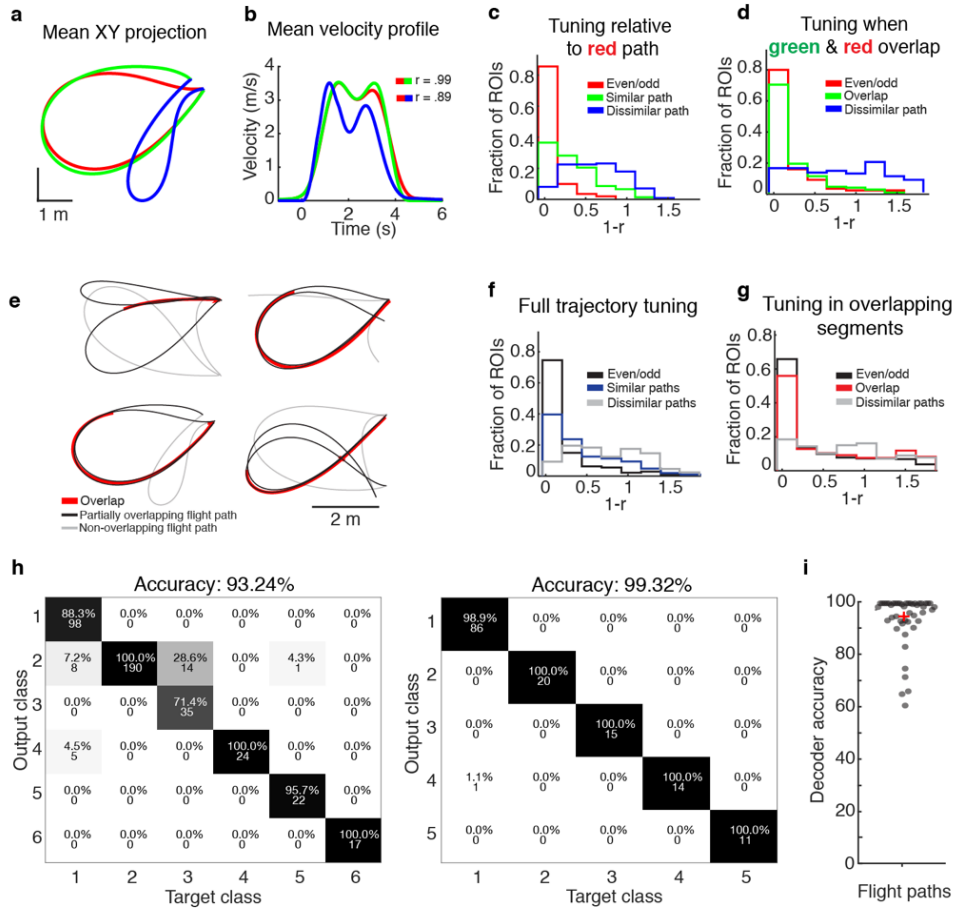 a
Mean XY projection
1 m
b
Mean velocity profile
Velocity (m/s)
4
3
2
1
0
r = .99
r = .89
0 2 4 6
Time (s)
c
Tuning relative
to red path
Fraction of ROIs
0.8
0.6
0.4
0.2
0
Even/odd
Similar path
Dissimilar path
0 0.5 1 1.5
1-r
d
Tuning when
green & red overlap
Fraction of ROIs
0.8
0.6
0.4
0.2
0
Even/odd
Overlap
Dissimilar path
0 0.5 1 1.5
1-r
e
Overlap
Partially overlapping flight path
Non-overlapping flight path
2 m
f
Full trajectory tuning
Fraction of ROIs
0.8
0.6
0.4
0.2
0
Even/odd
Similar paths
Dissimilar paths
0 0.5 1 1.5
1-r
g
Tuning in overlapping
segments
Fraction of ROIs
0.8
0.6
0.4
0.2
0
Even/odd
Overlap
Dissimilar paths
0 0.5 1 1.5
1-r
h
Accuracy: 93.24%
Output class
1
88.3% 0.0% 0.0% 0.0% 0.0% 0.0%
98 0 0 0 0 0
2
7.2% 100.0% 28.6% 0.0% 4.3% 0.0%
8 190 14 0 1 0
3
0.0% 0.0% 71.4% 0.0% 0.0% 0.0%
0 0 35 0 0 0
4
4.5% 0.0% 0.0% 100.0% 0.0% 0.0%
5 0 0 24 0 0
5
0.0% 0.0% 0.0% 0.0% 95.7% 0.0%
0 0 0 0 22 0
6
0.0% 0.0% 0.0% 0.0% 0.0% 100.0%
0 0 0 0 0 17
1 2 3 4 5 6
Target class
Accuracy: 99.32%
Output class
1
98.9% 0.0% 0.0% 0.0% 0.0%
86 0 0 0 0
2
0.0% 100.0% 0.0% 0.0% 0.0%
0 20 0 0 0
3
0.0% 0.0% 100.0% 0.0% 0.0%
0 0 15 0 0
4
1.1% 0.0% 0.0% 100.0% 0.0%
1 0 0 14 0
5
0.0% 0.0% 0.0% 0.0% 100.0%
0 0 0 0 11
1 2 3 4 5
Target class
i
Decoder accuracy
100
80
60
40
20
0
Flight paths